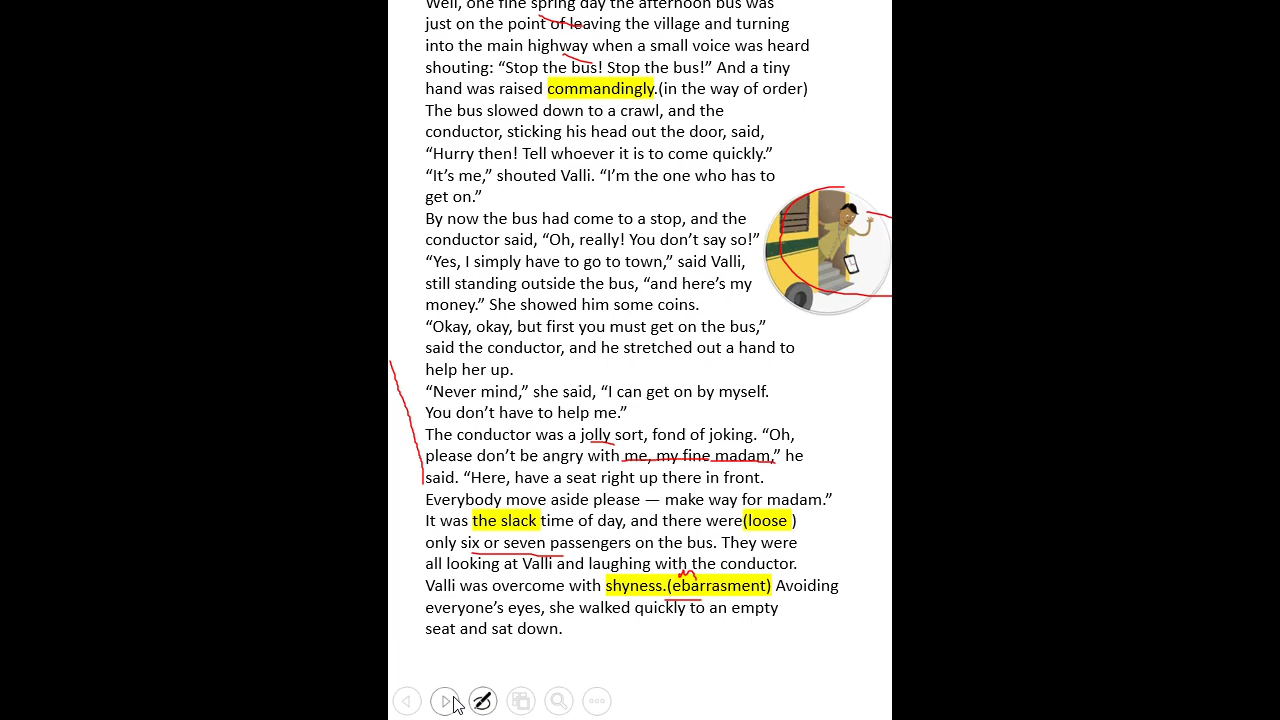 Well, one fine spring day the afternoon bus was
just on the point of leaving the village and turning
into the main highway when a small voice was heard
shouting: “Stop the bus! Stop the bus!” And a tiny
hand was raised commandingly.(in the way of order)
The bus slowed down to a crawl, and the
conductor, sticking his head out the door, said,
“Hurry then! Tell whoever it is to come quickly.”
“It’s me,” shouted Valli. “I’m the one who has to
get on.”
By now the bus had come to a stop, and the
conductor said, “Oh, really! You don’t say so!”
“Yes, I simply have to go to town,” said Valli,
still standing outside the bus, “and here’s my
money.” She showed him some coins.
“Okay, okay, but first you must get on the bus,”
said the conductor, and he stretched out a hand to
help her up.
“Never mind,” she said, “I can get on by myself.
You don’t have to help me.”
The conductor was a jolly sort, fond of joking. “Oh,
please don’t be angry with me, my fine madam,” he
said. “Here, have a seat right up there in front.
Everybody move aside please — make way for madam.”
It was the slack time of day, and there were(loose )
only six or seven passengers on the bus. They were
all looking at Valli and laughing with the conductor.
m
Valli was overcome with shyness.(ebarrasment) Avoiding
everyone’s eyes, she walked quickly to an empty
seat and sat down.